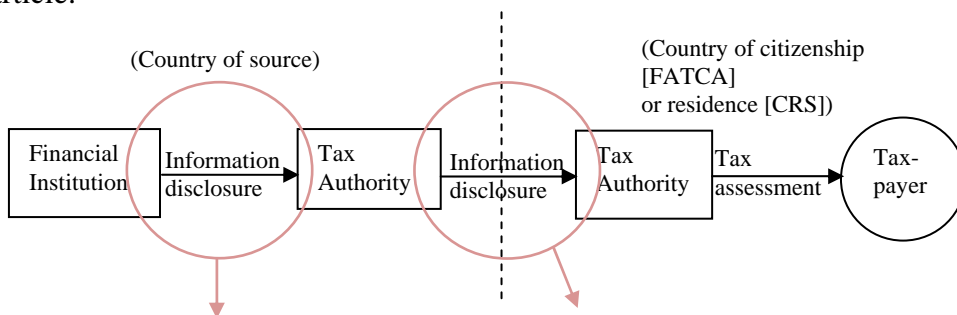 (Country of source)
(Country of citizenship
[FATCA]
or residence [CRS])
Financial
Institution
Information
disclosure
Tax
Authority
Information
disclosure
Tax
Authority
Tax
assessment
Tax-
payer